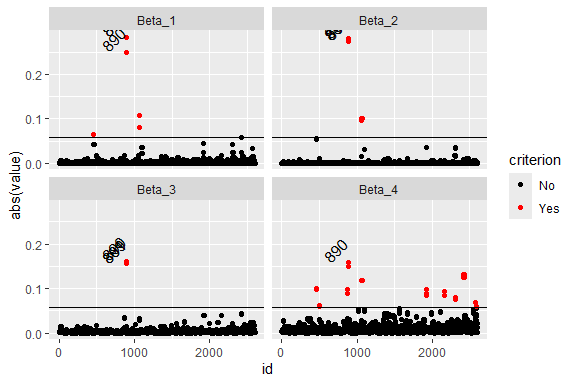 Beta_1
Beta_2
890
0.2
0.1
0.0
criterion
No
Yes
abs(value)
Beta_3
Beta_4
890
0.2
0.1
0.0
0
1000
2000
0
1000
2000
id